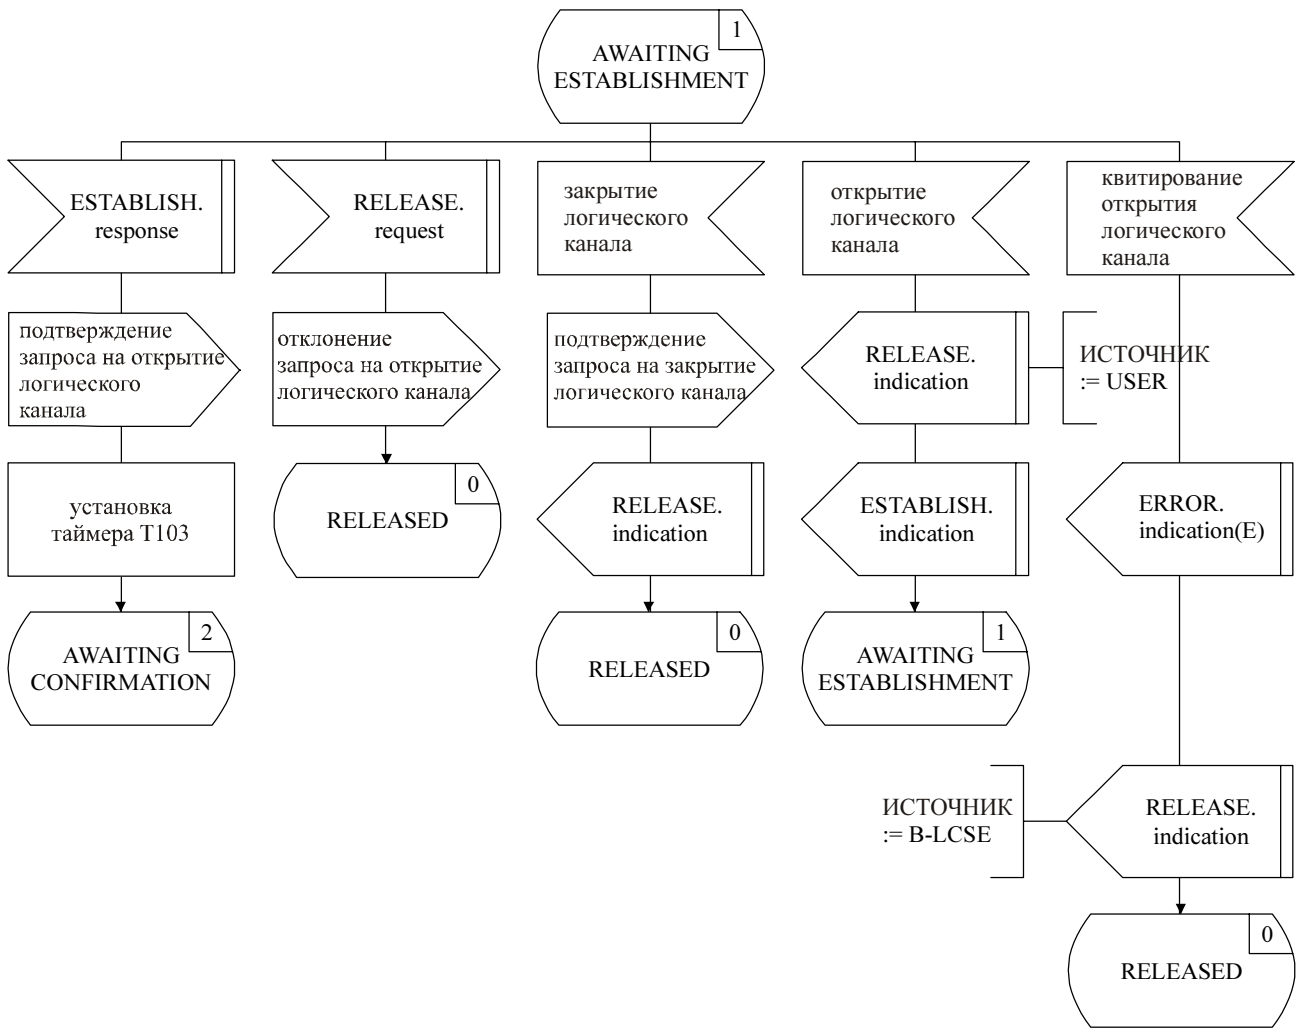 1
AWAITING
ESTABLISHMENT
ESTABLISH.
response
RELEASE.
request
закрытие
логического
канала
открытие
логического
канала
квитирование
открытия
логического
канала
подтверждение
запроса на открытие
логического
канала
отклонение
запроса на открытие
логического канала
подтверждение
запроса на закрытие
логического канала
RELEASE.
indication
ИСТОЧНИК
:= USER
установка
таймера T103
0
RELEASED
RELEASE.
indication
ESTABLISH.
indication
ERROR.
indication(E)
2
AWAITING
CONFIRMATION
0
RELEASED
1
AWAITING
ESTABLISHMENT
ИСТОЧНИК
:= B-LCSE
RELEASE.
indication
0
RELEASED